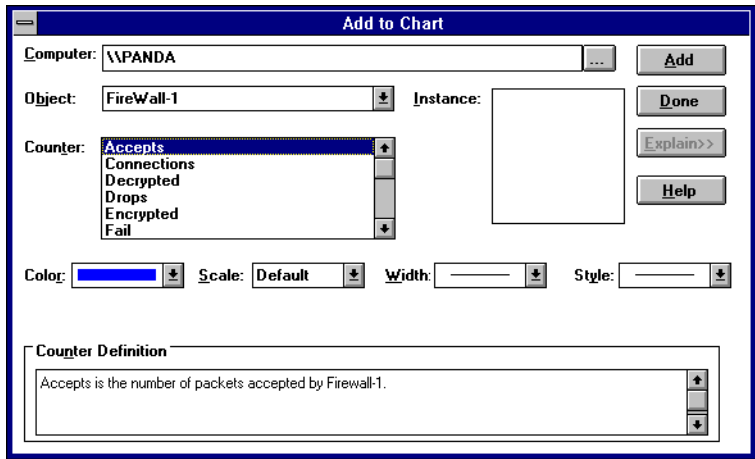 Add to Chart
Computer: \\PANDA ... Add
Object: FireWall-1 Instance: Done
Counter: Accepts Explain>>
Connections
Decrypted
Drops Help
Encrypted
Fail
Color: Scale: Default Width: Style:
Counter Definition
Accepts is the number of packets accepted by Firewall-1.